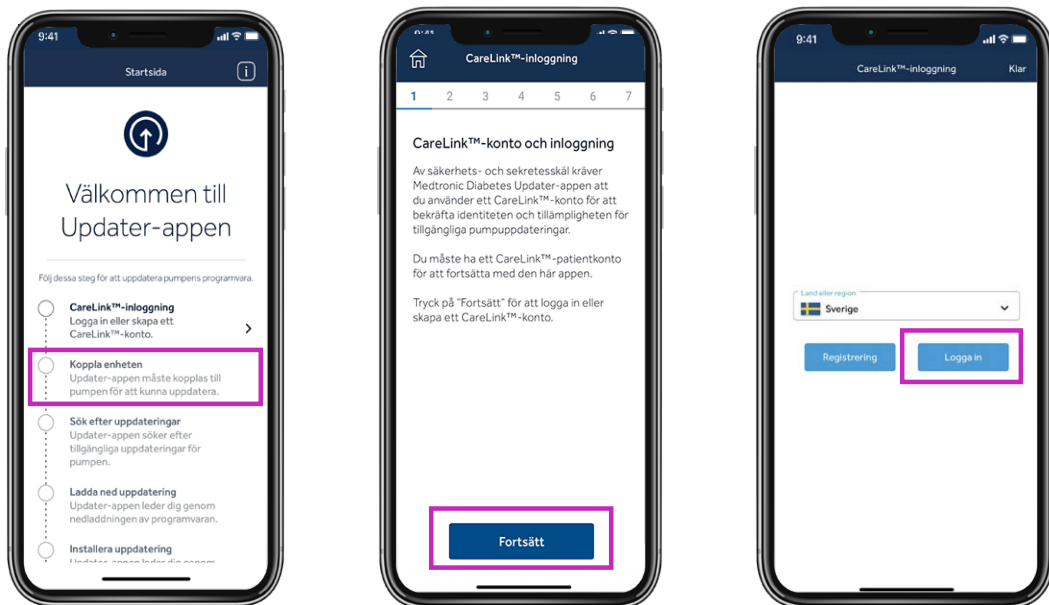 9:41
Startsida
i
Välkommen till
Updater-appen
Följ dessa steg för att uppdatera pumpens programvara.
CareLink™-inloggning
Logga in eller skapa ett
CareLink™-konto.
Koppla enheten
Updater-appen måste kopplas till
pumpen för att kunna uppdatera.
Sök efter uppdateringar
Updater-appen söker efter
tillgängliga uppdateringar för
pumpen.
Ladda ned uppdatering
Updater-appen leder dig genom
nedladdningen av programvaran.
Installera uppdatering
Updater-appen leder dig genom
9:41
CareLink™-inloggning
1 2 3 4 5 6 7
CareLink™-konto och inloggning
Av säkerhets- och sekretesskäl kräver
Medtronic Diabetes Updater-appen att
du använder ett CareLink™-konto för att
bekräfta identiteten och tillämpligheten för
tillgängliga pumpuppdateringar.
Du måste ha ett CareLink™-patientkonto
för att fortsätta med den här appen.
Tryck på "Fortsätt" för att logga in eller
skapa ett CareLink™-konto.
Fortsätt
9:41
CareLink™-inloggning Klar
Land eller region
Sverige
Registrering Logga in